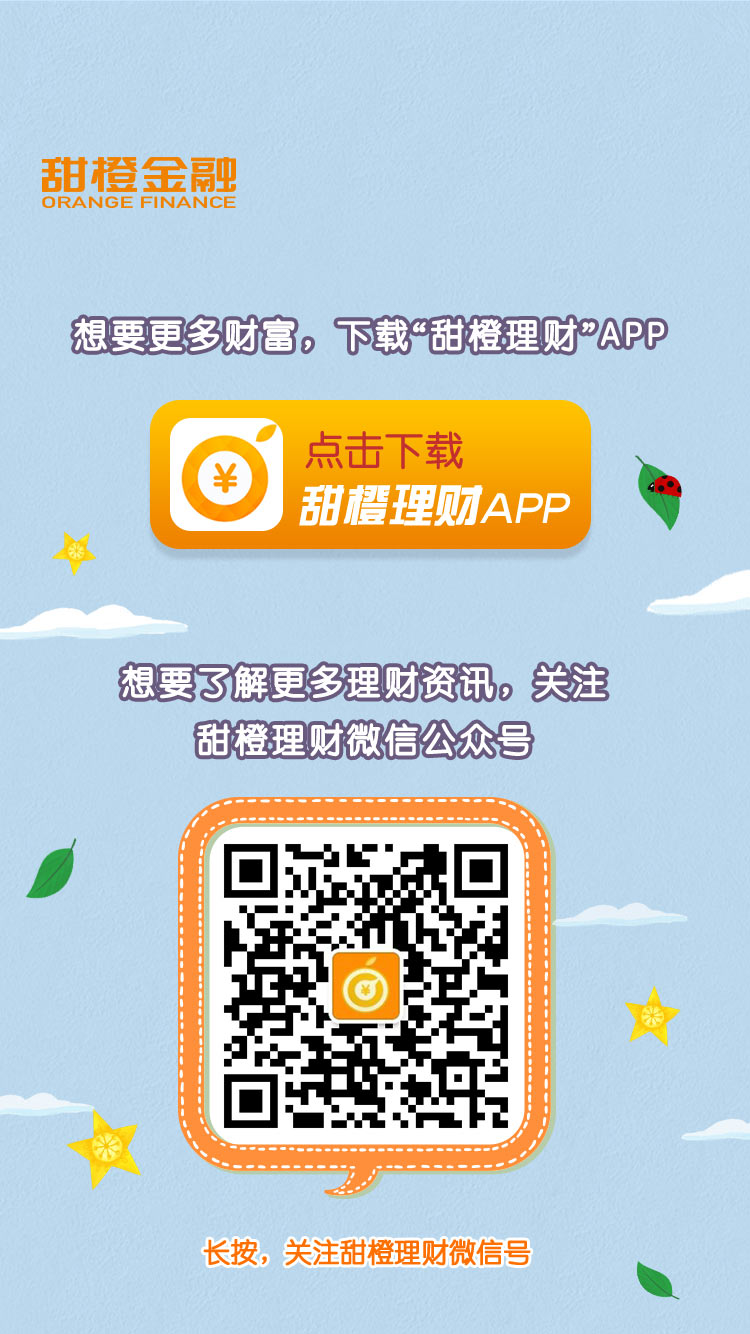 甜橙金融
ORANGE FINANCE
想要更多财富，下载“甜橙理财”APP
¥
点击下载
甜橙理财APP
想要了解更多理财资讯，关注
甜橙理财微信公众号
¥
长按，关注甜橙理财微信号